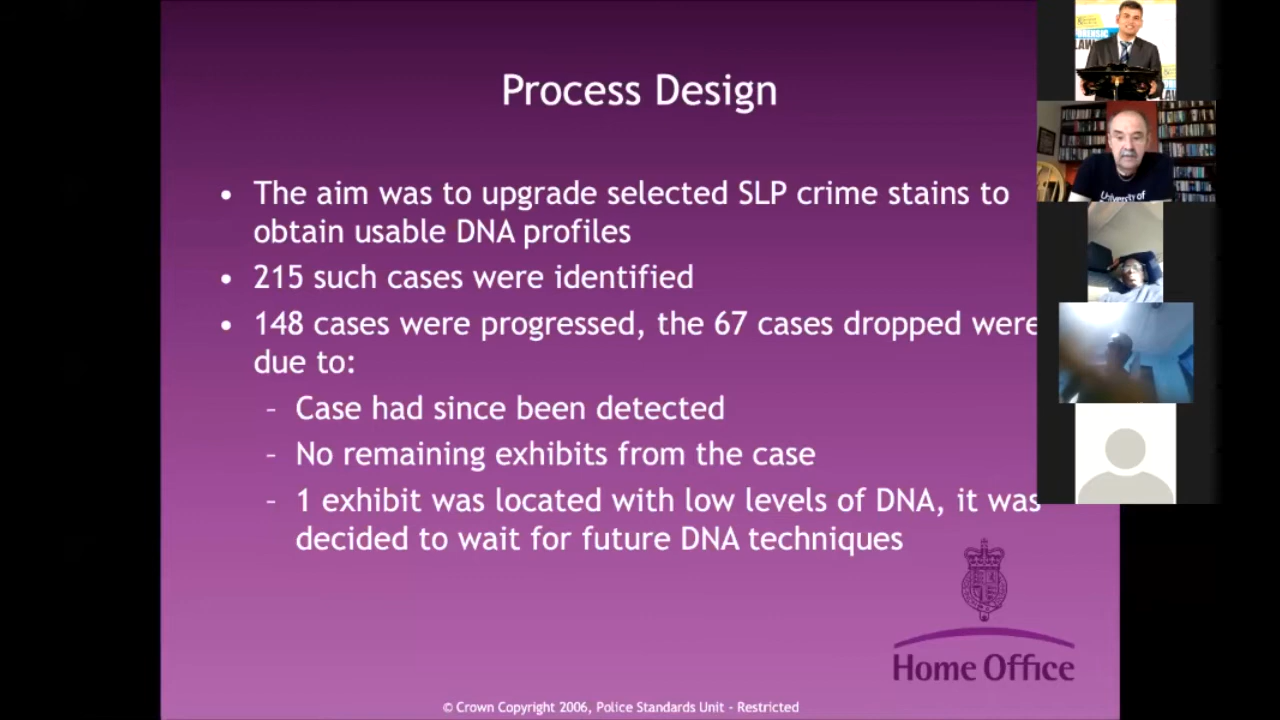 Process Design
• The aim was to upgrade selected SLP crime stains to
obtain usable DNA profiles
• 215 such cases were identified
• 148 cases were progressed, the 67 cases dropped were
due to:
– Case had since been detected
– No remaining exhibits from the case
– 1 exhibit was located with low levels of DNA, it was
decided to wait for future DNA techniques
Home Office
© Crown Copyright 2006, Police Standards Unit - Restricted
University of